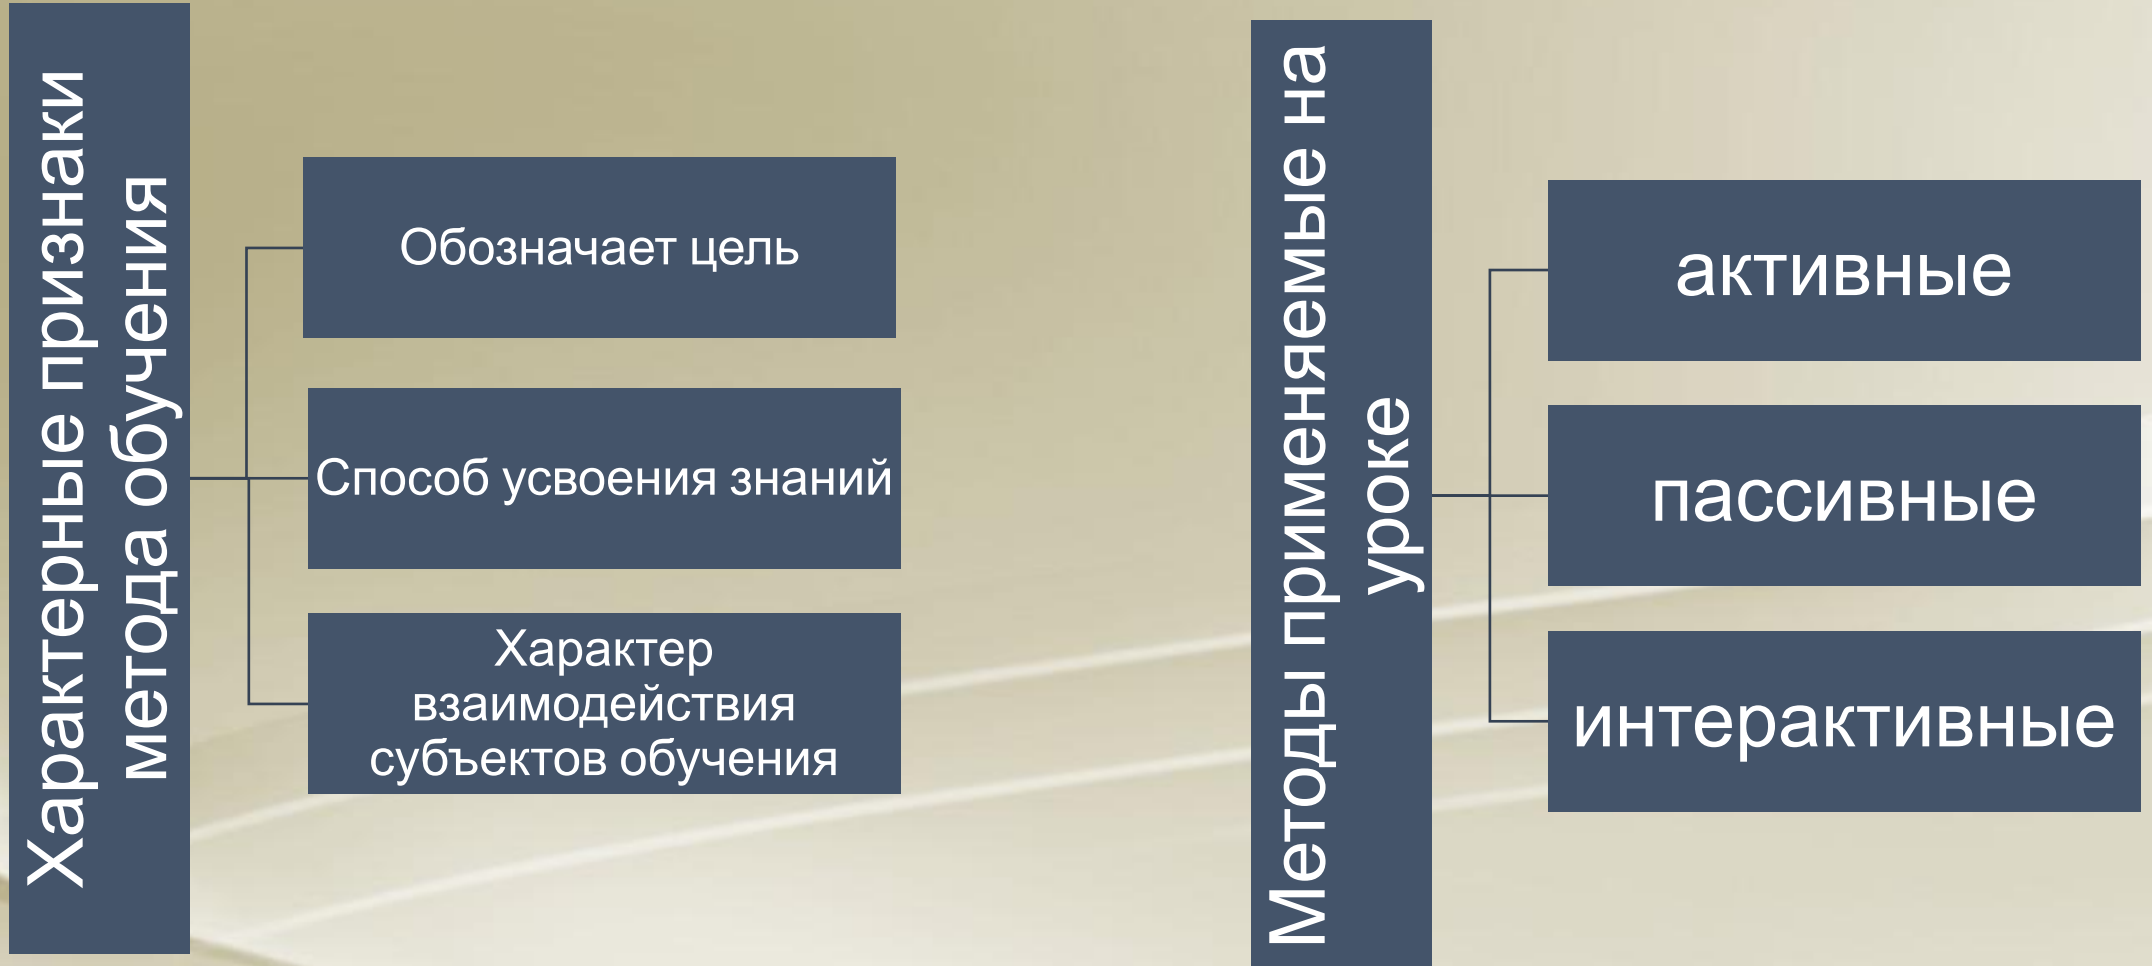 Характерные признаки
метода обучения
Обозначает цель
Способ усвоения знаний
Характер
взаимодействия
субъектов обучения
Методы применяемые на
уроке
активные
пассивные
интерактивные